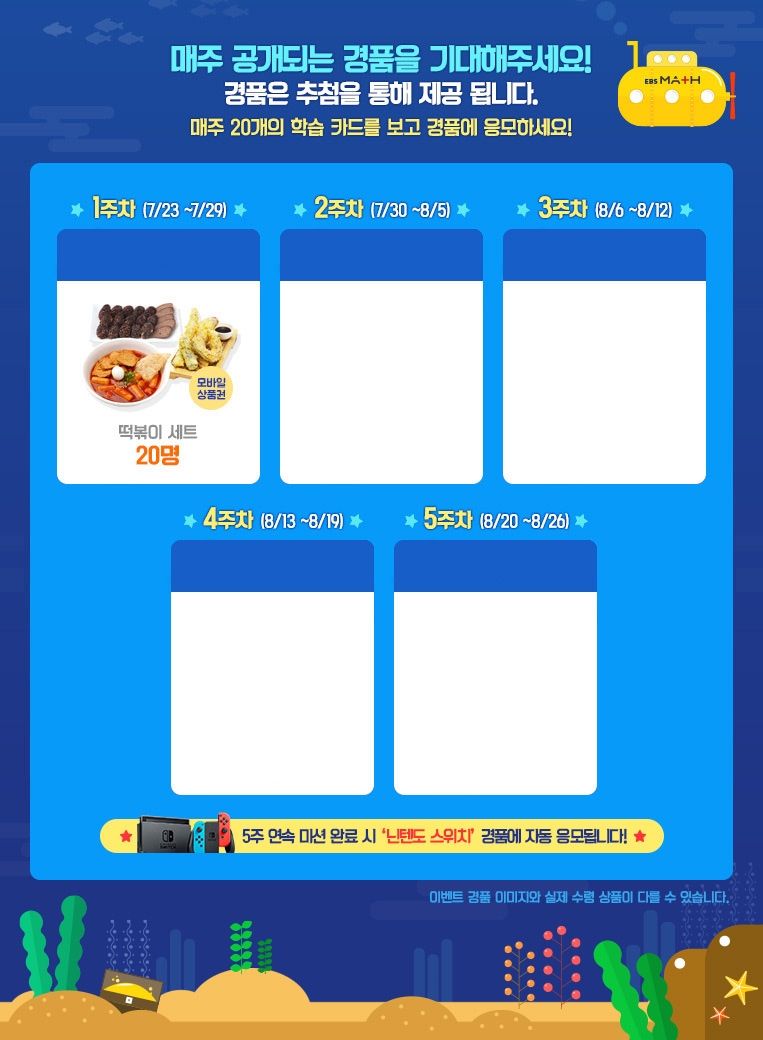 매주 공개되는 경품을 기대해주세요!
경품은 추첨을 통해 제공 됩니다.
매주 20개의 학습 카드를 보고 경품에 응모하세요!
EBS MATH
1주차 (7/23 ~7/29)
2주차 (7/30 ~8/5)
3주차 (8/6 ~8/12)
모바일
상품권
떡볶이 세트
20명
4주차 (8/13 ~8/19)
5주차 (8/20 ~8/26)
5주 연속 미션 완료 시 ‘닌텐도 스위치’ 경품에 자동 응모됩니다!
이벤트 경품 이미지와 실제 수령 상품이 다를 수 있습니다.